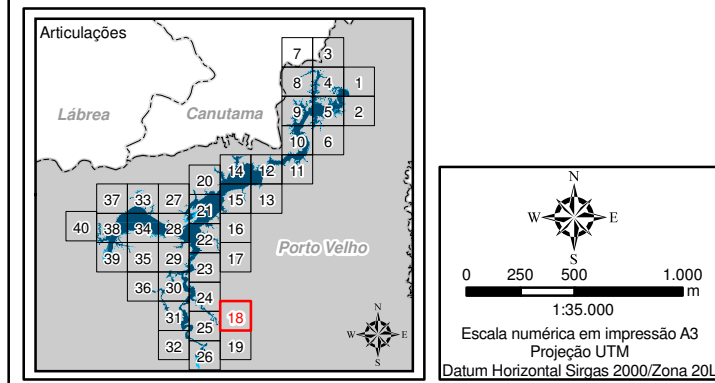 Articulações
7 3
8 4 1
Lábrea
Canutama
9 5 2
10 6
14 12 11
20
37 33 27 15 13
21
40 38 34 28 16
22
Porto Velho
39 35 29 17
23
36 30
24
18
31
25
32 19
26
N
W E
S
N
W E
S
0 250 500 1.000
m
1:35.000
Escala numérica em impressão A3
Projeção UTM
Datum Horizontal Sirgas 2000/Zona 20L